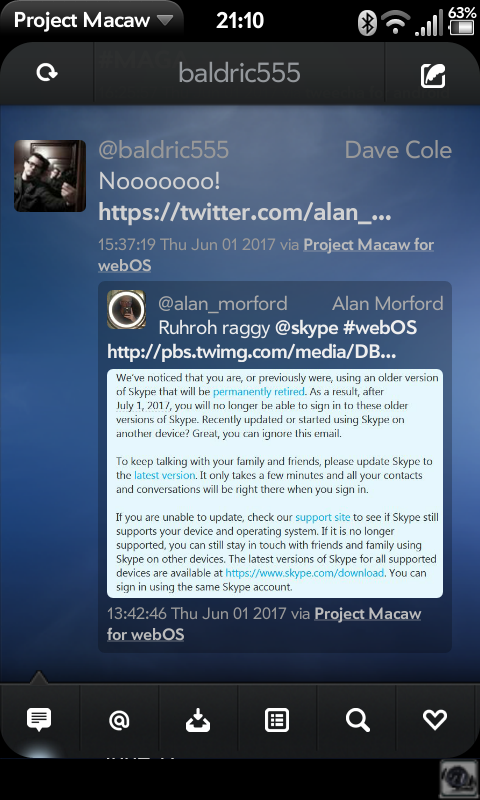 Project Macaw 21:10 63%
baldric555
@baldric555 Dave Cole
Nooooooo!
https://twitter.com/alan_...
15:37:19 Thu Jun 01 2017 via Project Macaw for
webOS
@alan_morford Alan Morford
Ruhroh raggy @skype #webOS
http://pbs.twimg.com/media/DB...
We've noticed that you are, or previously were, using an older version
of Skype that will be permanently retired. As a result, after
July 1, 2017, you will no longer be able to sign in to these older
versions of Skype. Recently updated or started using Skype on
another device? Great, you can ignore this email.
To keep talking with your family and friends, please update Skype to
the latest version. It only takes a few minutes and all your contacts
and conversations will be right there when you sign in.
If you are unable to update, check our support site to see if Skype still
supports your device and operating system. If it is no longer
supported, you can still stay in touch with friends and family using
Skype on other devices. The latest versions of Skype for all supported
devices are available at https://www.skype.com/download. You can
sign in using the same Skype account.
13:42:46 Thu Jun 01 2017 via Project Macaw
for webOS